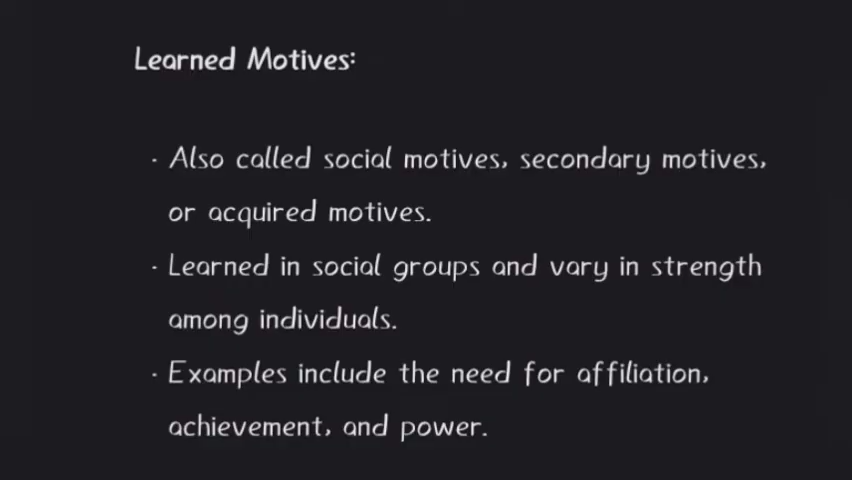 Learned Motives:
· Also called social motives, secondary motives,
or acquired motives.
· Learned in social groups and vary in strength
among individuals.
· Examples include the need for affiliation,
achievement, and power.